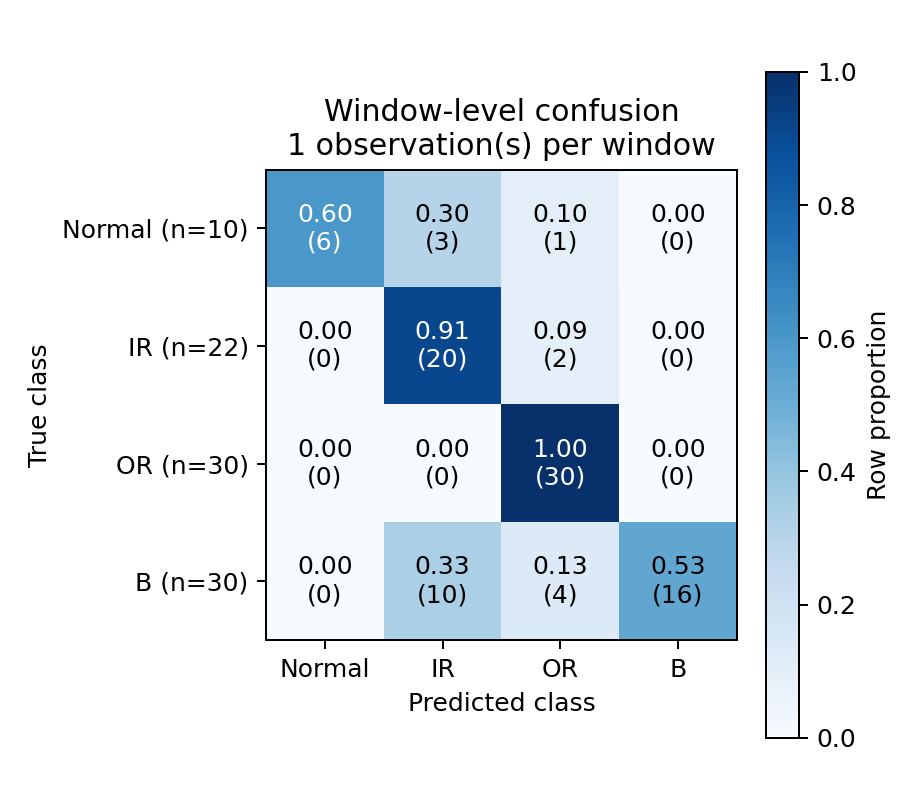 Window-level confusion
1 observation(s) per window
1.0
0.8
0.6
0.4
0.2
0.0
Row proportion
True class
Normal (n=10)
0.60 0.30 0.10 0.00
(6) (3) (1) (0)
IR (n=22)
0.00 0.91 0.09 0.00
(0) (20) (2) (0)
OR (n=30)
0.00 0.00 1.00 0.00
(0) (0) (30) (0)
B (n=30)
0.00 0.33 0.13 0.53
(0) (10) (4) (16)
Normal IR OR B
Predicted class